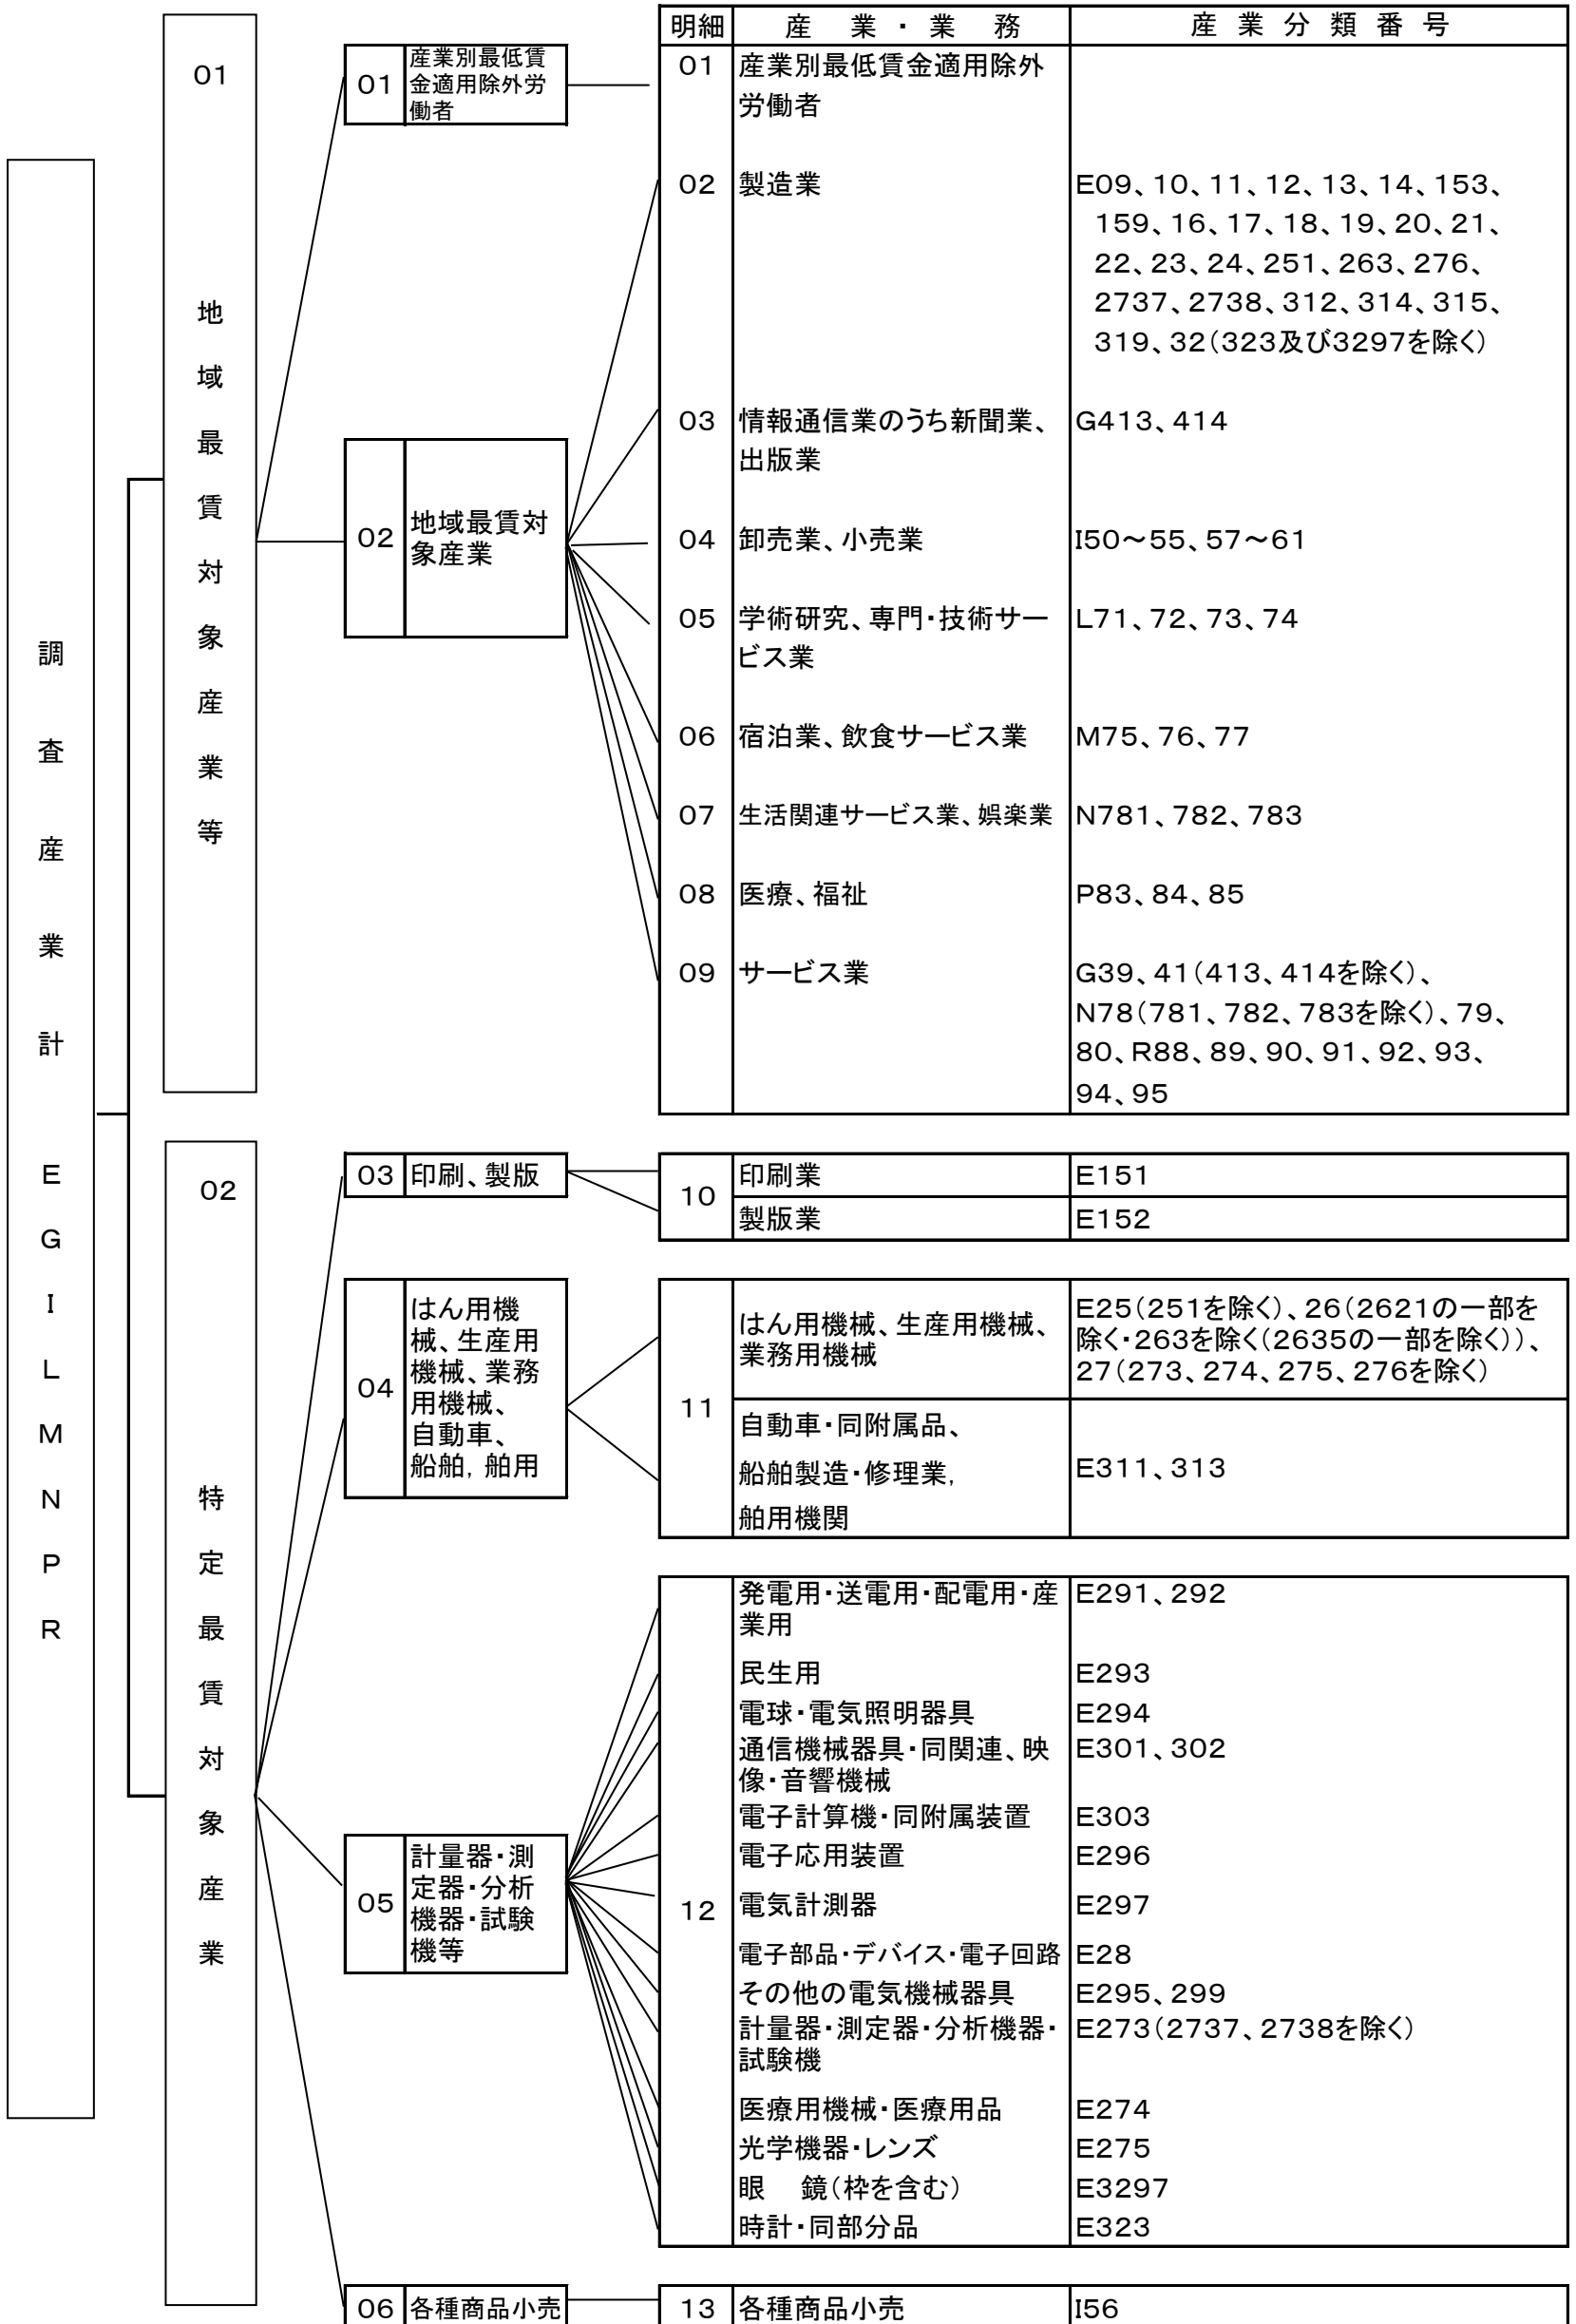 調査産業計 EGILMNPR
01 地域最賃対象産業等
01 産業別最低賃
金適用除外労
働者
02 地域最賃対
象産業
明細 産 業 ・ 業 務 産 業 分 類 番 号
01 産業別最低賃金適用除外
労働者
02 製造業 E09、10、11、12、13、14、153、
159、16、17、18、19、20、21、
22、23、24、251、263、276、
2737、2738、312、314、315、
319、32(323及び3297を除く)
03 情報通信業のうち新聞業、 G413、414
出版業
04 卸売業、小売業 I50～55、57～61
05 学術研究、専門・技術サー L71、72、73、74
ビス業
06 宿泊業、飲食サービス業 M75、76、77
07 生活関連サービス業、娯楽業 N781、782、783
08 医療、福祉 P83、84、85
09 サービス業 G39、41(413、414を除く)、
N78(781、782、783を除く)、79、
80、R88、89、90、91、92、93、
94、95
02 特定最賃対象産業
03 印刷、製版
10 印刷業 E151
製版業 E152
04 はん用機
械、生産用
機械、業務
用機械、
自動車、
船舶，舶用
11 はん用機械、生産用機械、
業務用機械
E25(251を除く)、26(2621の一部を
除く・263を除く(2635の一部を除く))、
27(273、274、275、276を除く)
自動車・同附属品、
船舶製造・修理業，
舶用機関
E311、313
05 計量器・測
定器・分析
機器・試験
機等
12
発電用・送電用・配電用・産 E291、292
業用
民生用 E293
電球・電気照明器具 E294
通信機械器具・同関連、映 E301、302
像・音響機械
電子計算機・同附属装置 E303
電子応用装置 E296
電気計測器 E297
電子部品・デバイス・電子回路 E28
その他の電気機械器具 E295、299
計量器・測定器・分析機器・ E273(2737、2738を除く)
試験機
医療用機械・医療用品 E274
光学機器・レンズ E275
眼 鏡(枠を含む) E3297
時計・同部分品 E323
06 各種商品小売
13 各種商品小売 I56